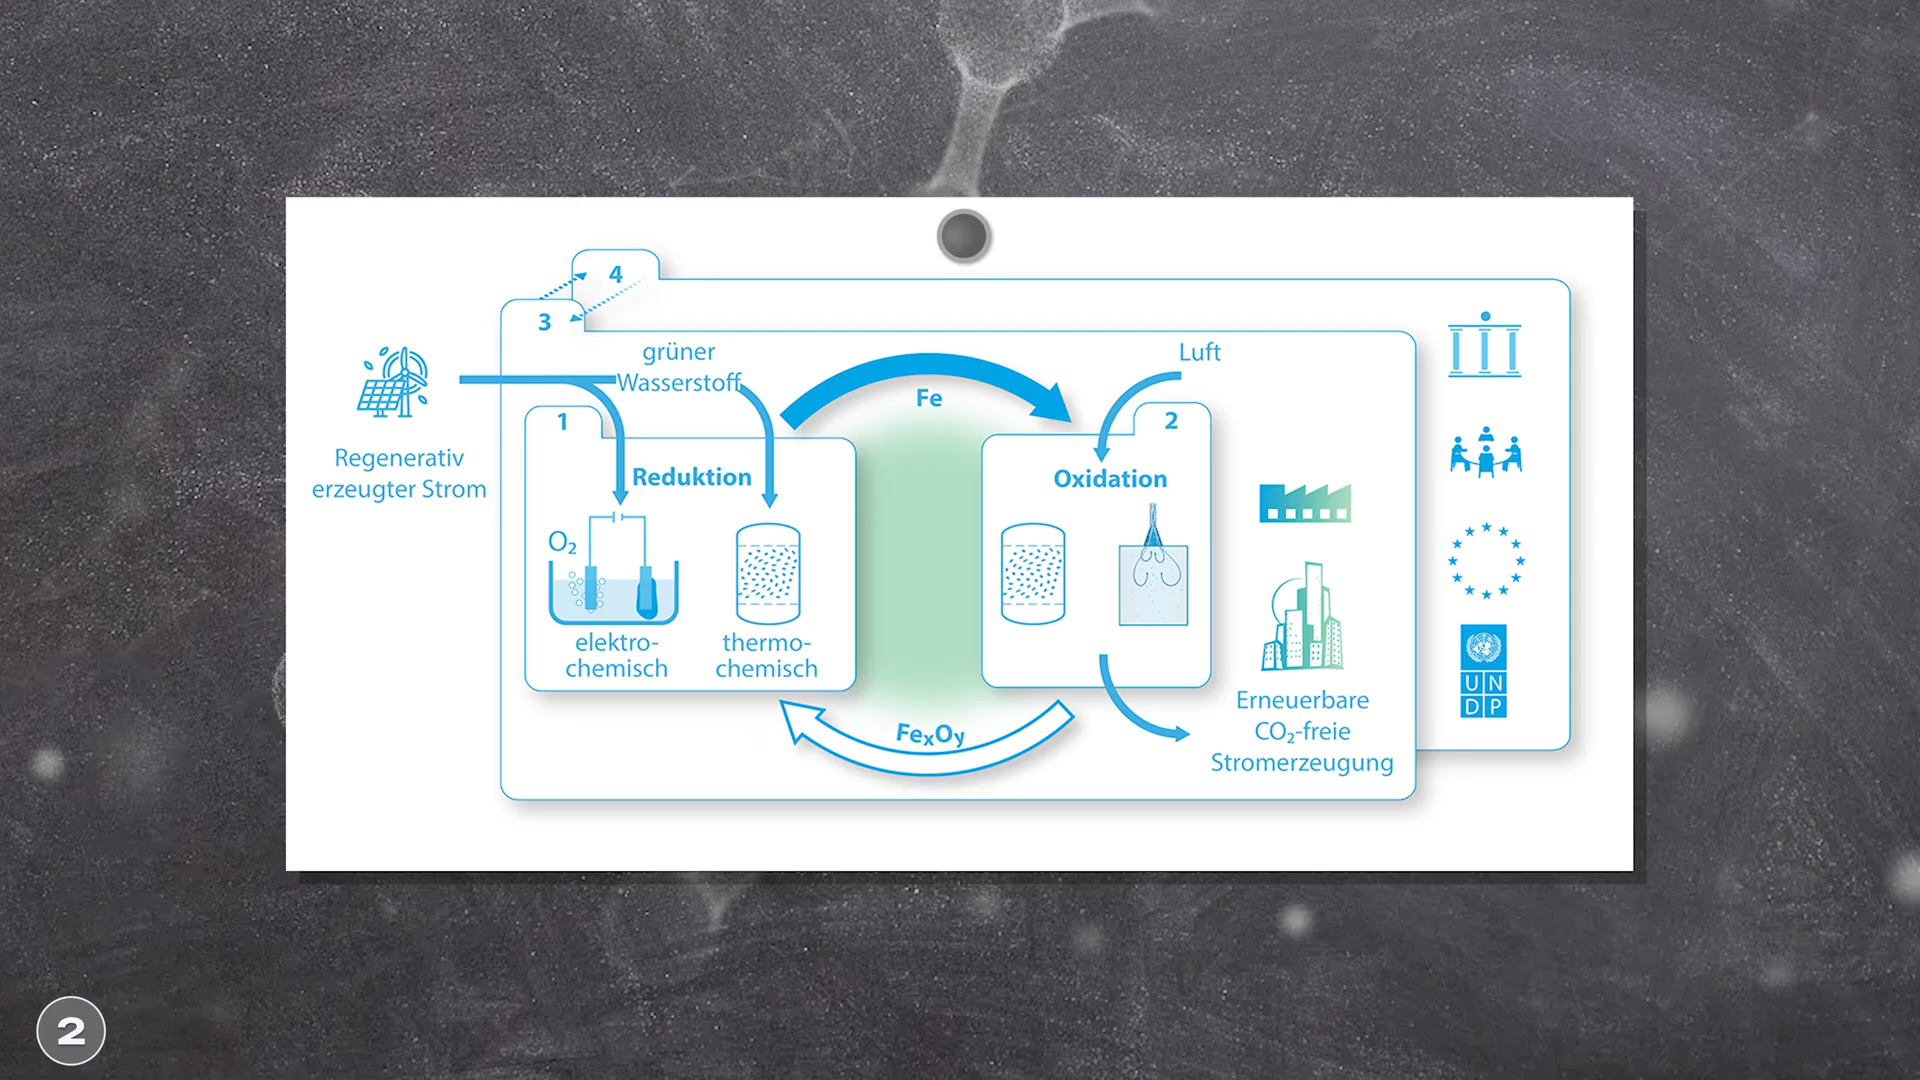 4
3
grüner
Wasserstoff
Luft
Fe
1
2
Regenerativ
erzeugter Strom
Reduktion
Oxidation
O₂
elektro-
chemisch
thermo-
chemisch
FeₓOᵧ
Erneuerbare
CO₂-freie
Stromerzeugung
UN
DP
2